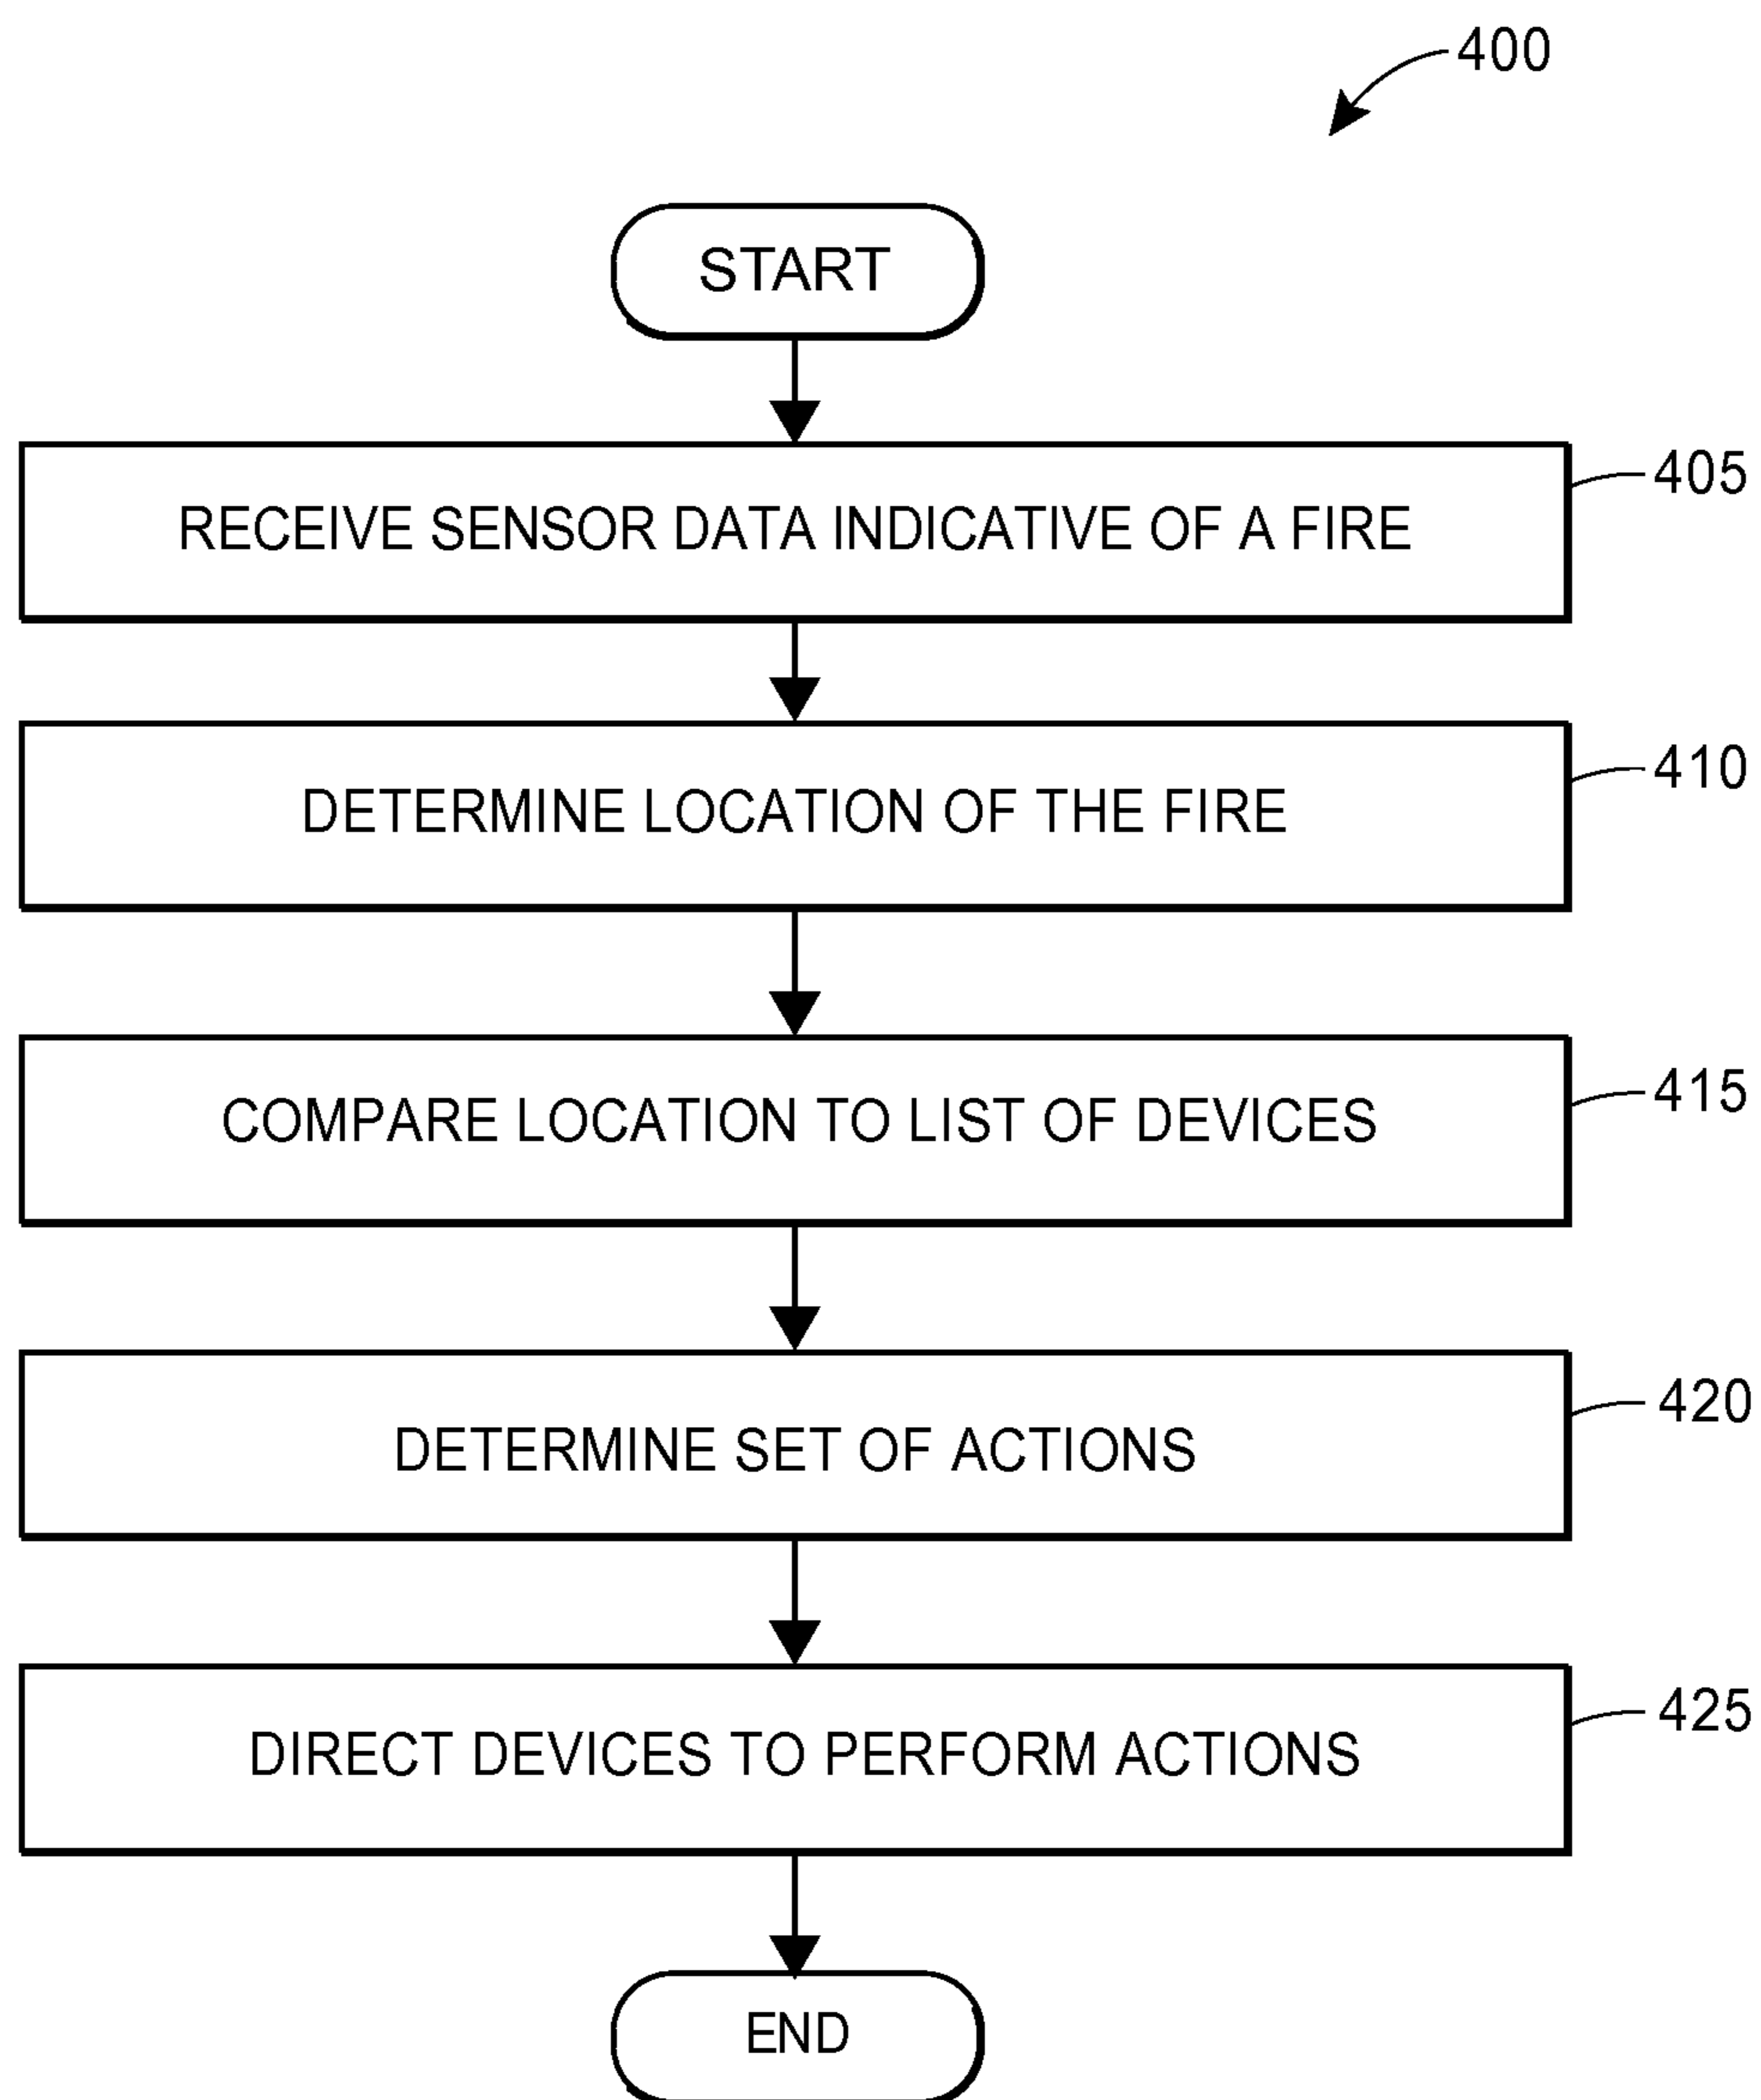 400
START
RECEIVE SENSOR DATA INDICATIVE OF A FIRE
405
DETERMINE LOCATION OF THE FIRE
410
COMPARE LOCATION TO LIST OF DEVICES
415
DETERMINE SET OF ACTIONS
420
DIRECT DEVICES TO PERFORM ACTIONS
425
END